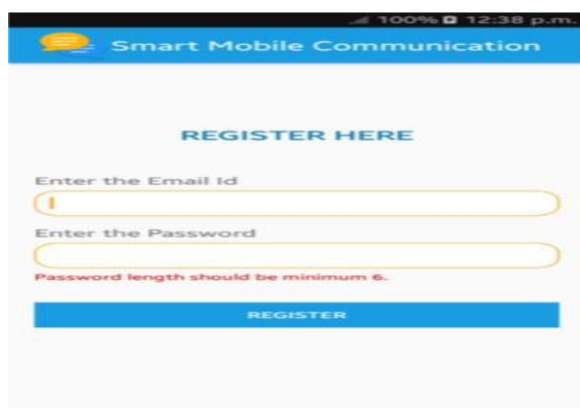 100% 12:38 p.m.
Smart Mobile Communication
REGISTER HERE
Enter the Email Id
Enter the Password
Password length should be minimum 6.
REGISTER